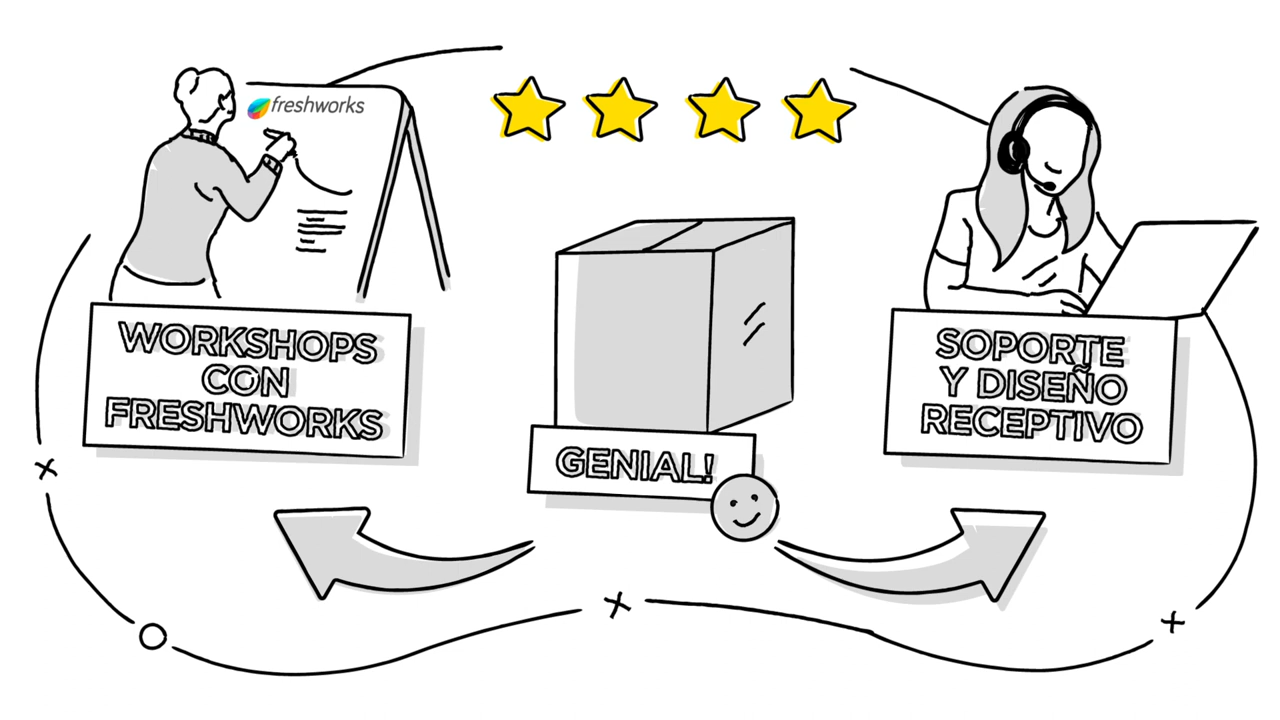 freshworks
WORKSHOPS
CON
FRESHWORKS
GENIAL!
SOPORTE
Y DISEÑO
RECEPTIVO